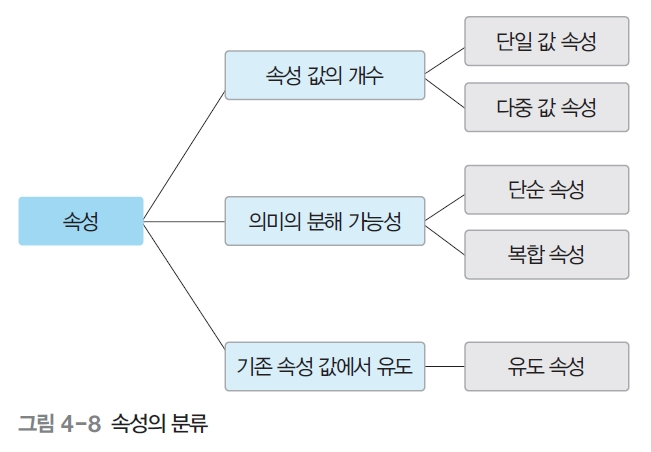 속성
속성 값의 개수
단일 값 속성
다중 값 속성
의미의 분해 가능성
단순 속성
복합 속성
기존 속성 값에서 유도
유도 속성
그림 4-8 속성의 분류